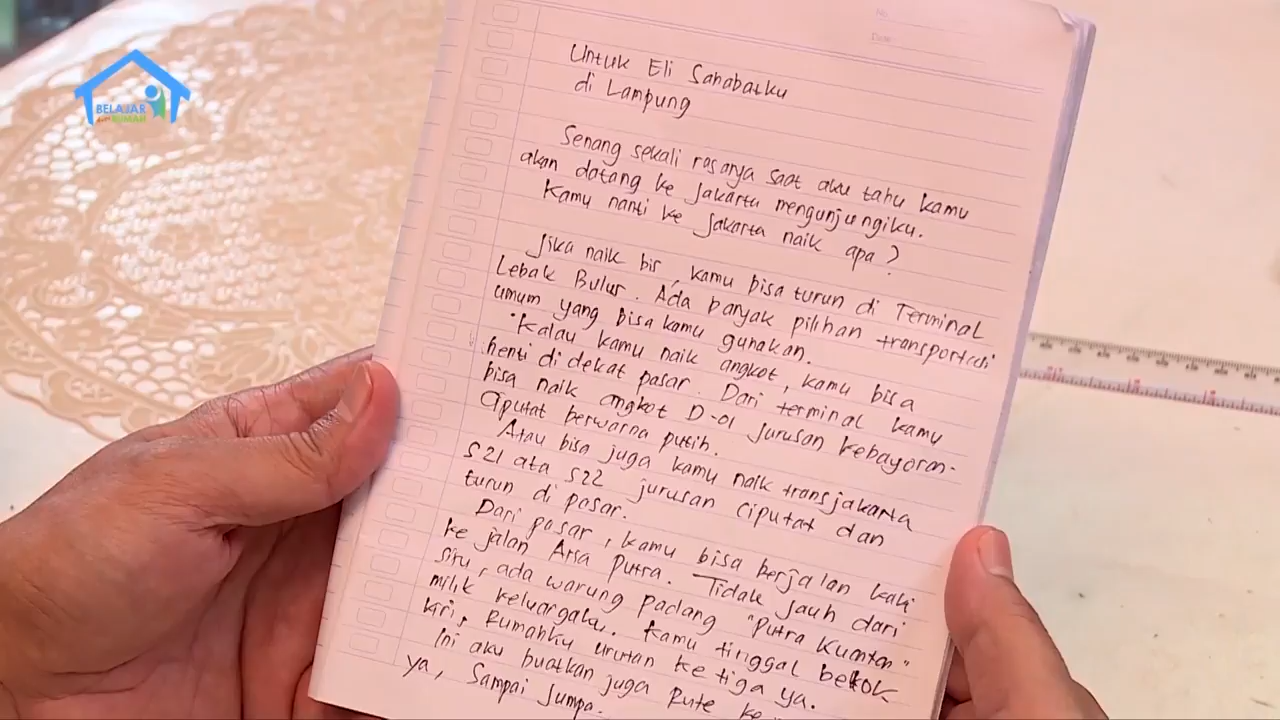 BELAJAR
dari RUMAH
No
Date
Untuk Eli Sahabatku
di Lampung
Senang sekali rasanya saat aku tahu kamu
akan datang ke Jakarta mengunjungiku.
Kamu nanti ke Jakarta naik apa?
Jika naik bis, kamu bisa turun di Terminal
Lebak Bulus. Ada banyak pilihan transportasi
umum yang bisa kamu gunakan.
Kalau kamu naik angkot, kamu bisa
henti di dekat pasar. Dari terminal kamu
bisa naik angkot D-01 jurusan Kebayoran-
Ciputat berwarna putih.
Atau bisa juga kamu naik transjakarta
S21 ata S22 jurusan ciputat dan
turun di pasar.
Dari pasar, kamu bisa berjalan kaki
ke jalan Arsa Putra. Tidak jauh dari
situ, ada warung padang "Putra Kuantan"
milik keluargaku. Kamu tinggal belok
kiri, Rumahku urutan ketiga ya.
Ini aku buatkan juga Rute ke
ya, Sampai Jumpa.